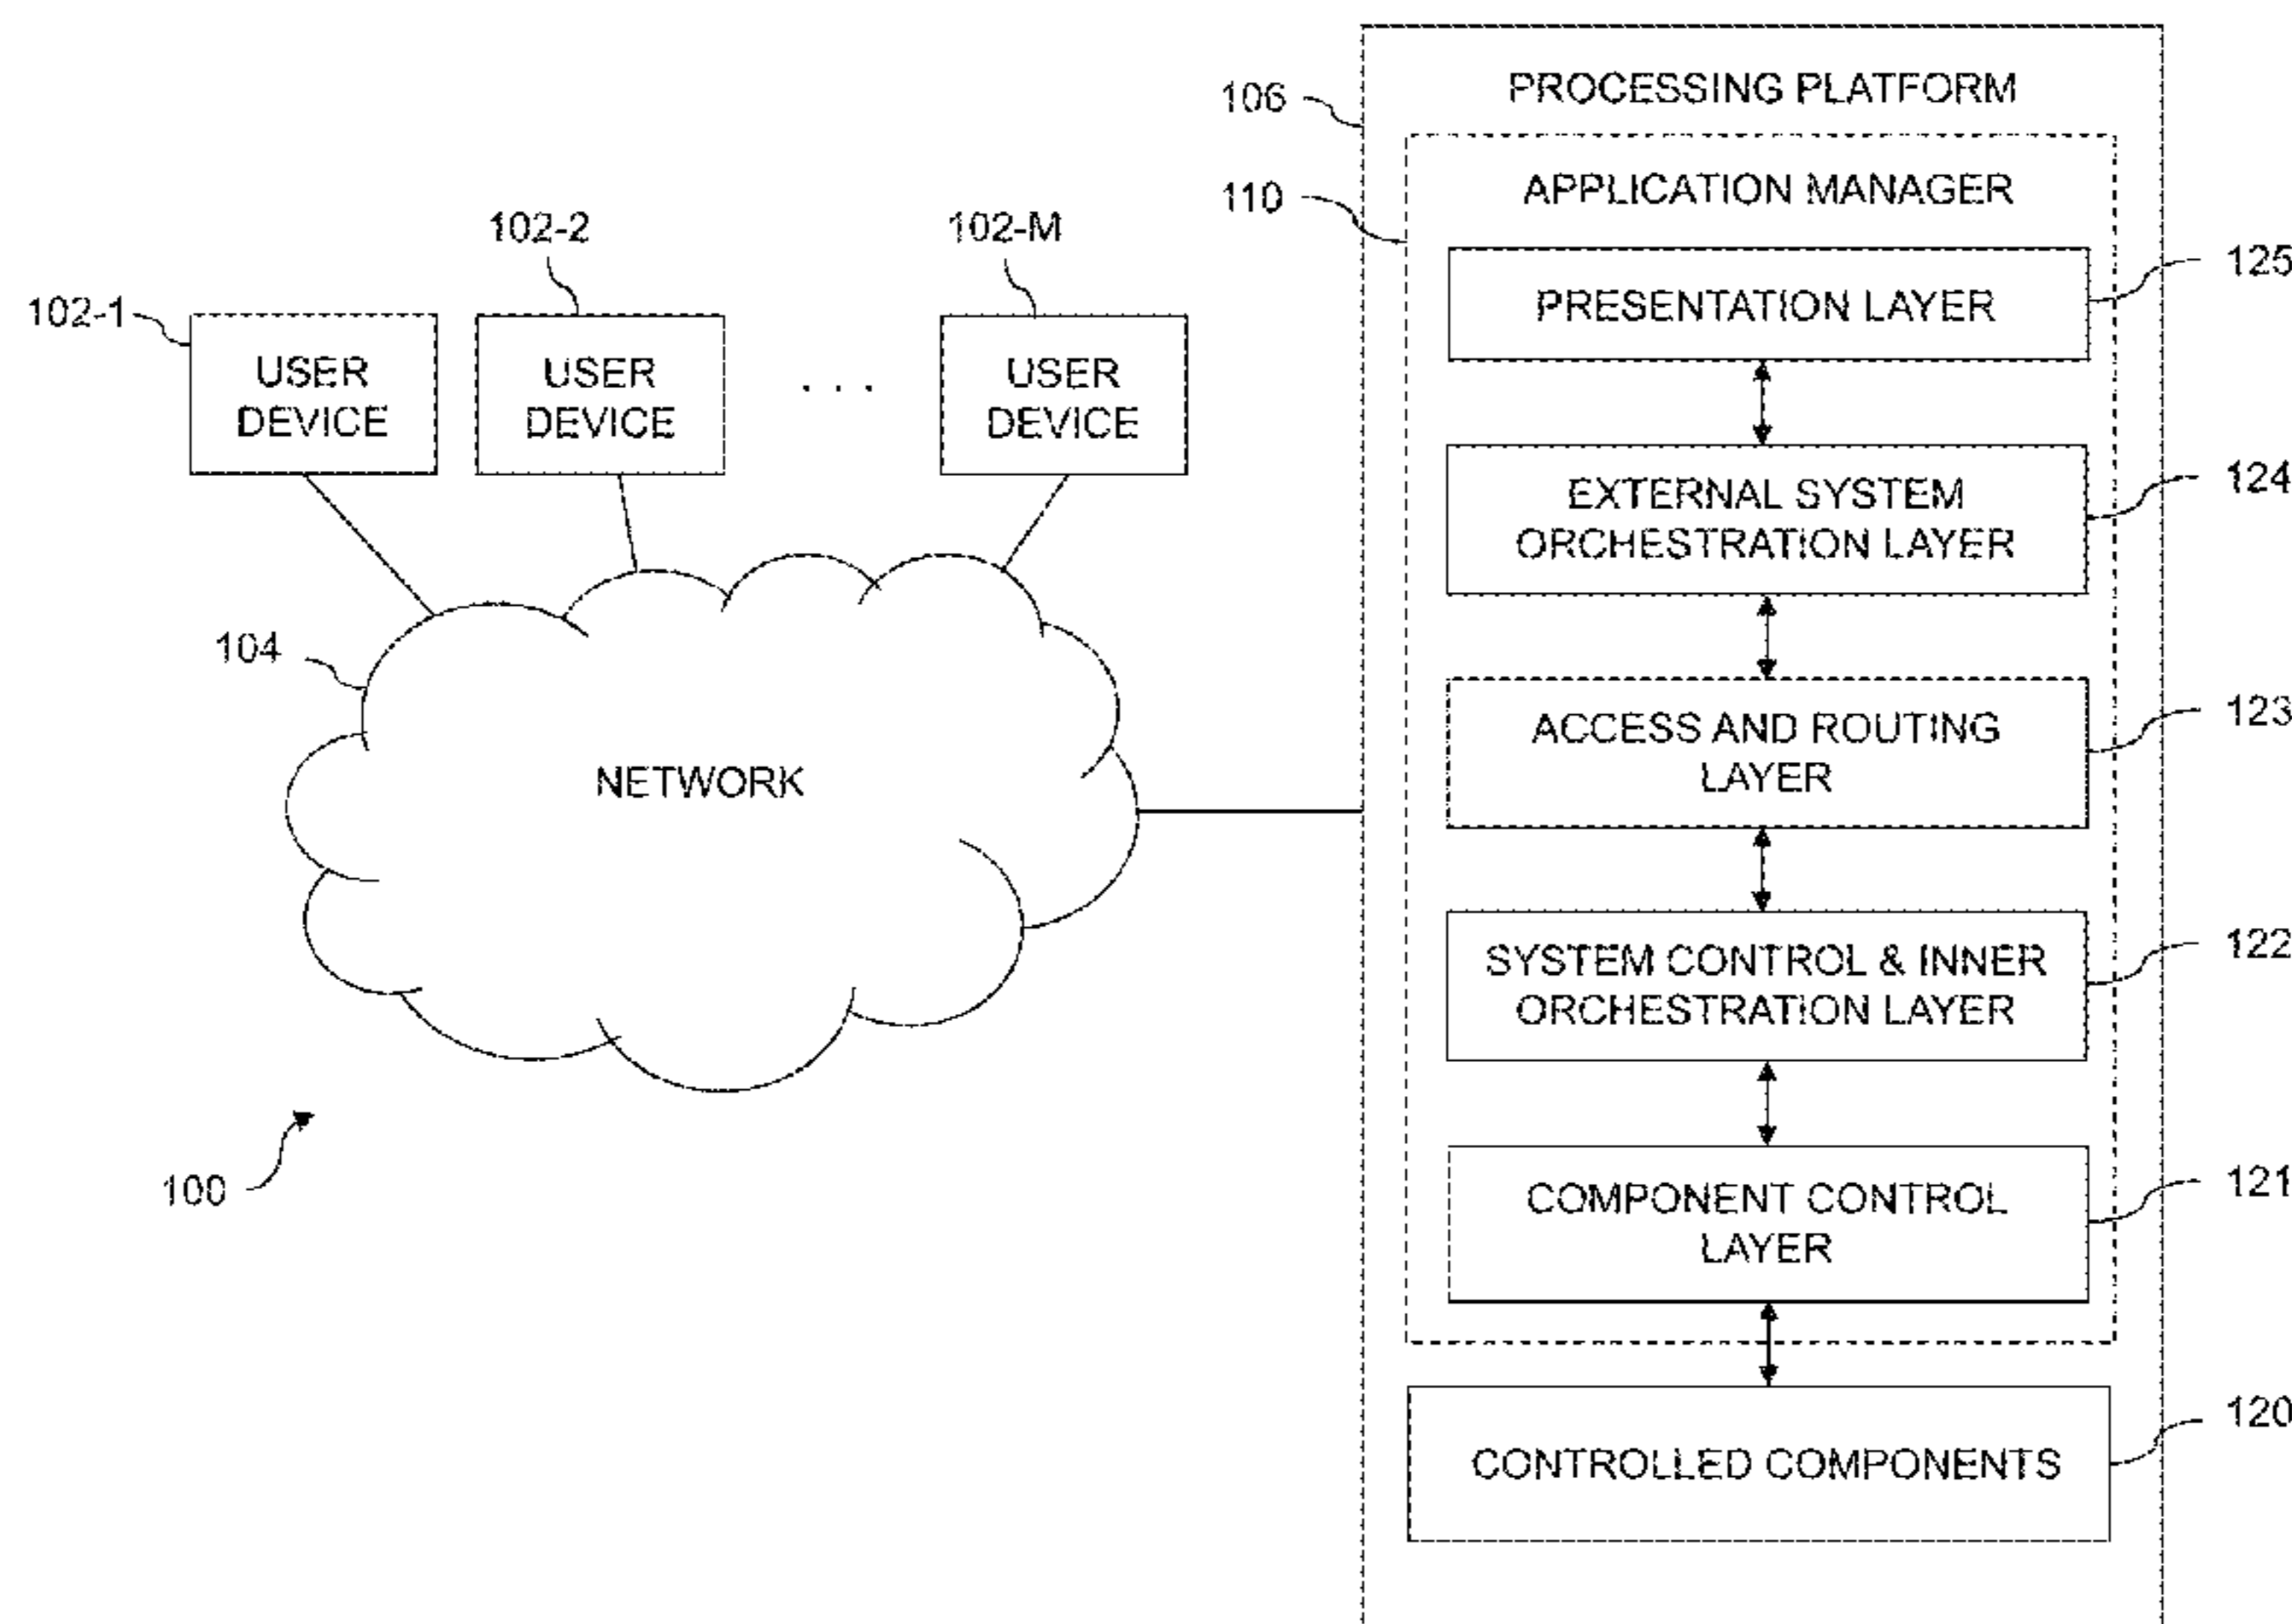 PROCESSING PLATFORM
106
APPLICATION MANAGER
110
102-1
102-2
102-M
USER
DEVICE
USER
DEVICE
. . .
USER
DEVICE
104
NETWORK
100
PRESENTATION LAYER
125
EXTERNAL SYSTEM
ORCHESTRATION LAYER
124
ACCESS AND ROUTING
LAYER
123
SYSTEM CONTROL & INNER
ORCHESTRATION LAYER
122
COMPONENT CONTROL
LAYER
121
CONTROLLED COMPONENTS
120